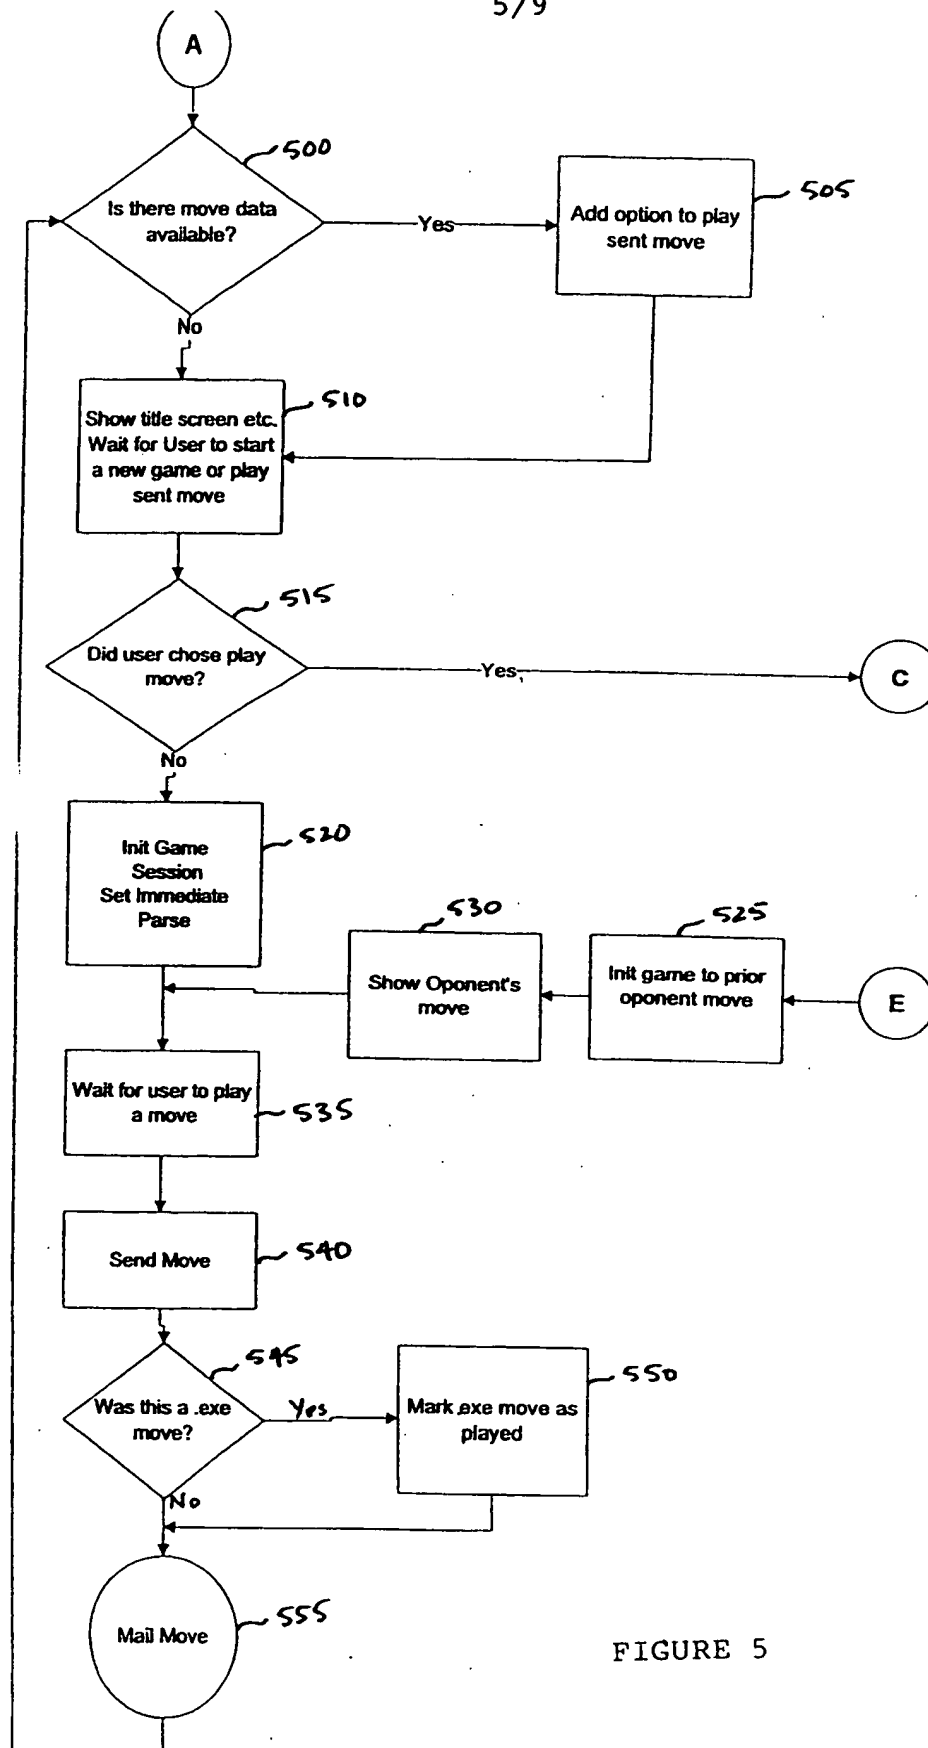 5/9
A
500
Is there move data
available?
Yes
505
Add option to play
sent move
No
510
Show title screen etc.
Wait for User to start
a new game or play
sent move
515
Did user chose play
move?
Yes,
C
No
520
Init Game
Session
Set Immediate
Parse
530
Show Oponent's
move
525
Init game to prior
oponent move
E
Wait for user to play
a move
535
Send Move
540
545
Was this a .exe
move?
Yes
550
Mark .exe move as
played
No
Mail Move
555
FIGURE 5